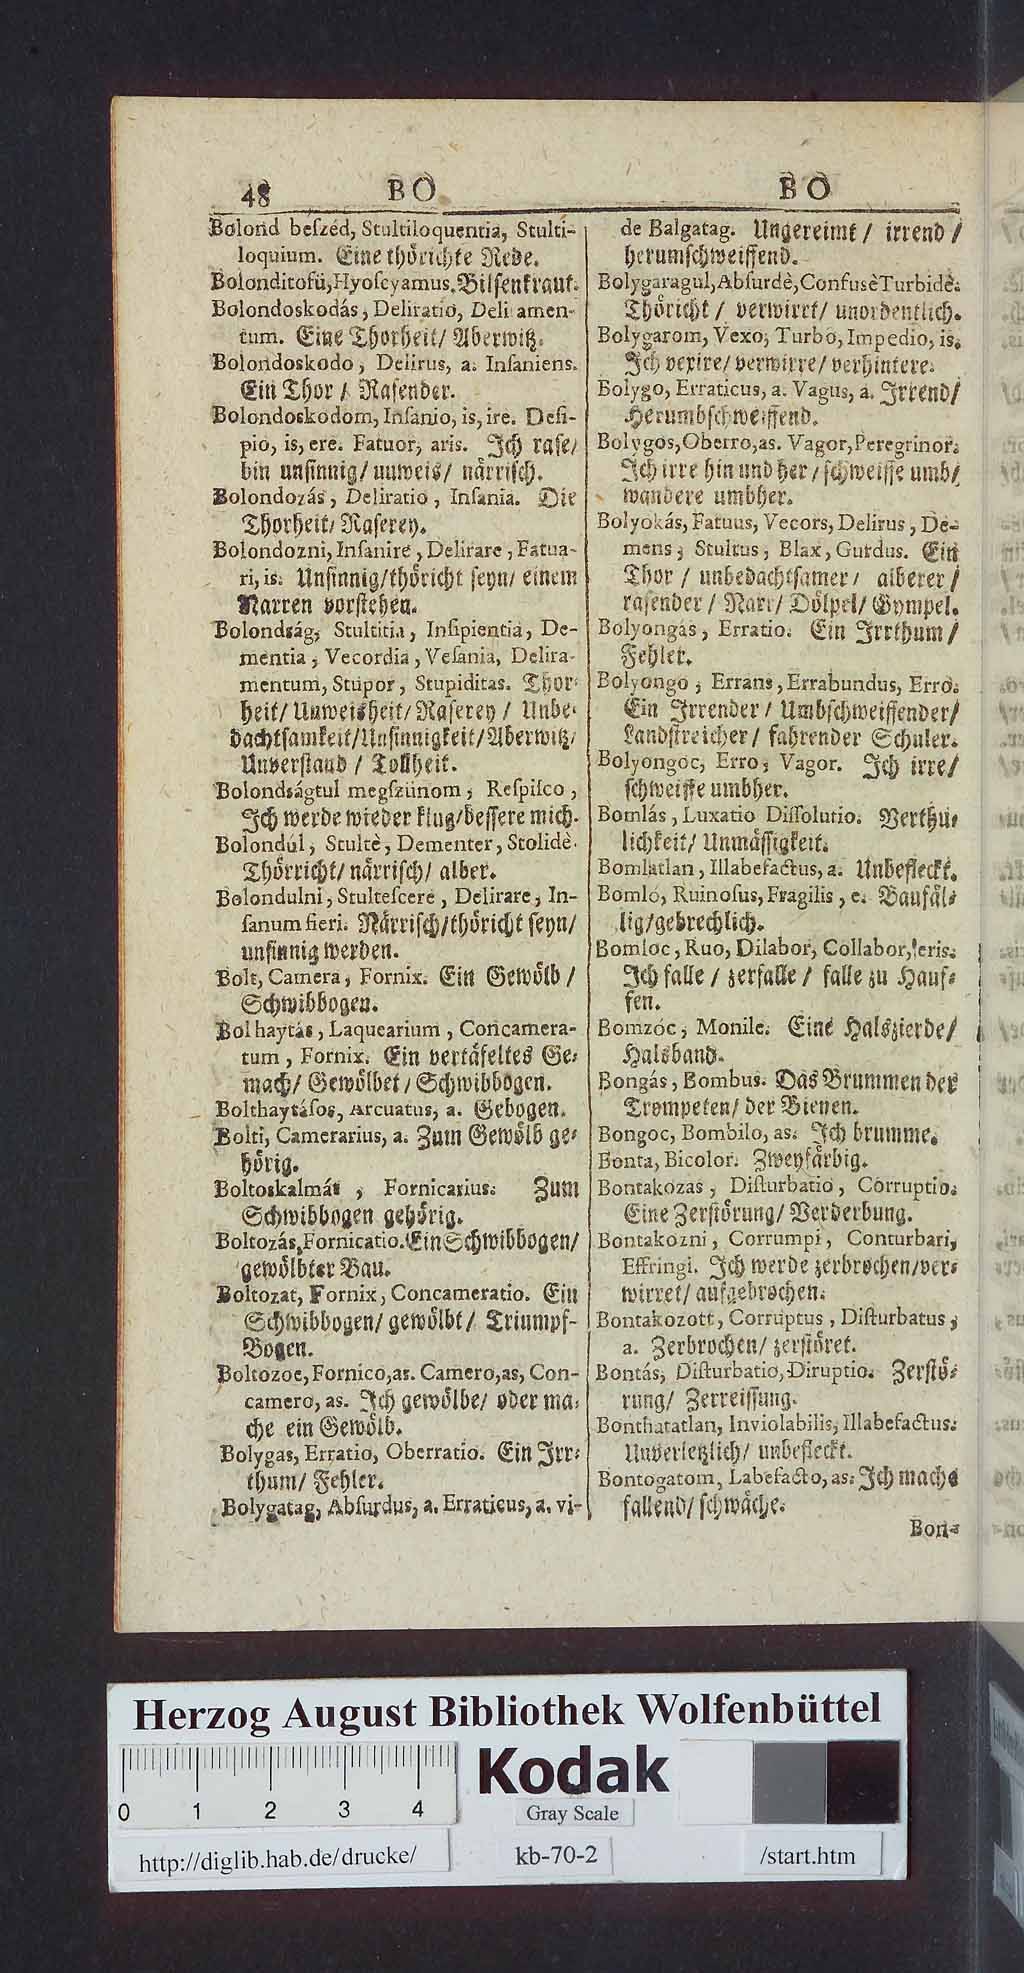 48 BO BO
Bolond beſzéd, Stultiloquentia, Stulti-
loquium. Eine thörichte Rede.
Bolonditofü, Hyoſcyamus. Bilſenkraut.
Bolondoskodás, Deliratio, Deli amen-
tum. Eine Thorheit/ Aberwitz.
Bolondoskodo, Delirus, a. Inſaniens.
Ein Thor / Raſender.
Bolondoskodom, Inſanio, is, ire. Deſi-
pio, is, ere. Fatuor, aris. Ich raſe/
bin unſinnig/ unweis/ närriſch.
Bolondozás, Deliratio, Inſania. Die
Thorheit/ Raſerey.
Bolondozni, Inſanire, Delirare, Fatua-
ri, is. Unſinnig/thöricht ſeyn/ einem
Narren vorſtehen.
Bolondság, Stultitia, Inſipientia, De-
mentia, Vecordia, Veſania, Delira-
mentum, Stupor, Stupiditas. Thor-
heit/ Unweisheit/ Raſerey / Unbe-
dachtſamkeit/Unſinnigkeit/Aberwitz/
Unverſtand / Tollheit.
Bolondságtul megſzünom, Reſpiſco,
Ich werde wieder klug/beſſere mich.
Bolondúl, Stultè, Dementer, Stolidè.
Thörricht/ närriſch/ alber.
Bolondulni, Stulteſcere, Delirare, In-
ſanum fieri. Närriſch/thöricht ſeyn/
unſinnig werden.
Bolt, Camera, Fornix. Ein Gewölb /
Schwibbogen.
Bolhaytás, Laquearium, Concamera-
tum, Fornix. Ein vertäfeltes Ge-
mach/ Gewölbet/ Schwibbogen.
Bolthaytáſos, Arcuatus, a. Gebogen.
Bolti, Camerarius, a. Zum Gewölb ge-
hörig.
Boltoskalmár, Fornicarius. Zum
Schwibbogen gehörig.
Boltozás, Fornicatio. Ein Schwibbogen/
gewölbter Bau.
Boltozat, Fornix, Concameratio. Ein
Schwibbogen/ gewölbt/ Triumpf-
Bogen.
Boltozoc, Fornico, as. Camero, as, Con-
camero, as. Ich gewölbe/ oder ma-
che ein Gewölb.
Bolygas, Erratio, Oberratio. Ein Irr-
thum/ Fehler.
Bolygatag, Abſurdus, a. Erraticus, a. vi-
de Balgatag. Ungereimt / irrend /
herumſchweiffend.
Bolygaragul, Abſurdè, Confusè Turbidè.
Thöricht / verwirrt/ unordentlich.
Bolygarom, Vexo, Turbo, Impedio, is.
Ich vexire/ verwirre/ verhintere.
Bolygo, Erraticus, a. Vagus, a. Irrend/
Herumbſchweiffend.
Bolygos, Oberro, as. Vagor, Peregrinor.
Ich irre hin und her / ſchweiffe umb/
wandere umbher.
Bolyokás, Fatuus, Vecors, Delirus, De-
mens, Stultus, Blax, Gurdus. Ein
Thor / unbedachtſamer/ alberer /
raſender / Narr/ Dölpel/ Gympel.
Bolyongás, Erratio. Ein Irrthum /
Fehler.
Bolyongo, Errans, Errabundus, Erro.
Ein Irrender / Umbſchweiffender/
Landſtreicher / fahrender Schuler.
Bolyongoc, Erro, Vagor. Ich irre/
ſchweiffe umbher.
Bomlás, Luxatio Diſſolutio. Verthu-
lichkeit/ Unmäſſigkeit.
Bomlatlan, Illabefactus, a. Unbefleckt.
Bomló, Ruinoſus, Fragilis, e. Baufäl-
lig/gebrechlich.
Bomloc, Ruo, Dilabor, Collabor, eris.
Ich falle / zerfalle / falle zu Hauf-
fen.
Bomzóc, Monile. Eine Halszierde/
Halsband.
Bongás, Bombus. Das Brummen der
Trompeten/ der Bienen.
Bongoc, Bombilo, as. Ich brumme.
Bonta, Bicolor. Zweyfärbig.
Bontakozas, Diſturbatio, Corruptio.
Eine Zerſtörung/ Verderbung.
Bontakozni, Corrumpi, Conturbari,
Effringi. Ich werde zerbrochen/ver-
wirret/ aufgebrochen.
Bontakozott, Corruptus, Diſturbatus,
a. Zerbrochen/ zerſtöret.
Bontás, Diſturbatio, Diruptio. Zerſtö-
rung/ Zerreiſſung.
Bonthatatlan, Inviolabilis, Illabefactus.
Unverletzlich/ unbefleckt.
Bontogatom, Labefacto, as. Ich mache
fallend/ ſchwäche.
Bon-
Herzog August Bibliothek Wolfenbüttel
Kodak
0 1 2 3 4
Gray Scale
http://diglib.hab.de/drucke/ kb-70-2 /start.htm